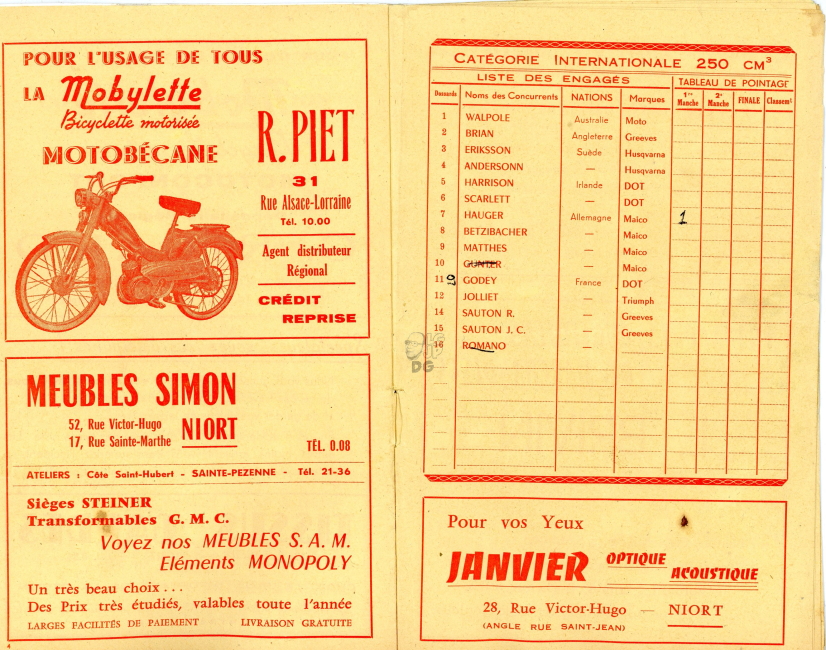 POUR L'USAGE DE TOUS
LA Mobylette
Bicyclette motorisée
MOTOBÉCANE
R. PIET
31
Rue Alsace-Lorraine
Tél. 10.00
Agent distributeur
Régional
CRÉDIT
REPRISE
MEUBLES SIMON
52, Rue Victor-Hugo
17, Rue Sainte-Marthe
NIORT
TÉL. 0.08
ATELIERS : Côte Saint-Hubert - SAINTE-PEZENNE - Tél. 21-36
Sièges STEINER
Transformables G. M. C.
Voyez nos MEUBLES S. A. M.
Eléments MONOPOLY
Un très beau choix . . .
Des Prix très étudiés, valables toute l'année
LARGES FACILITÉS DE PAIEMENT LIVRAISON GRATUITE
4
CATÉGORIE INTERNATIONALE 250 CM³
LISTE DES ENGAGÉS TABLEAU DE POINTAGE
Dossards Noms des Concurrents NATIONS Marques 1re Manche 2e Manche FINALE Classemt
1 WALPOLE Australie Moto
2 BRIAN Angleterre Greeves
3 ERIKSSON Suède Husqvarna
4 ANDERSONN — Husqvarna
5 HARRISON Irlande DOT
6 SCARLETT — DOT
7 HAUGER Allemagne Maico 1
8 BETZIBACHER — Maico
9 MATTHES — Maico
10 GUNTER — Maico
11 GODEY France DOT
12 JOLLIET — Triumph
14 SAUTON R. — Greeves
15 SAUTON J. C. — Greeves
16 ROMANO
DG
Pour vos Yeux
JANVIER OPTIQUE
ACOUSTIQUE
28, Rue Victor-Hugo — NIORT
(ANGLE RUE SAINT-JEAN)